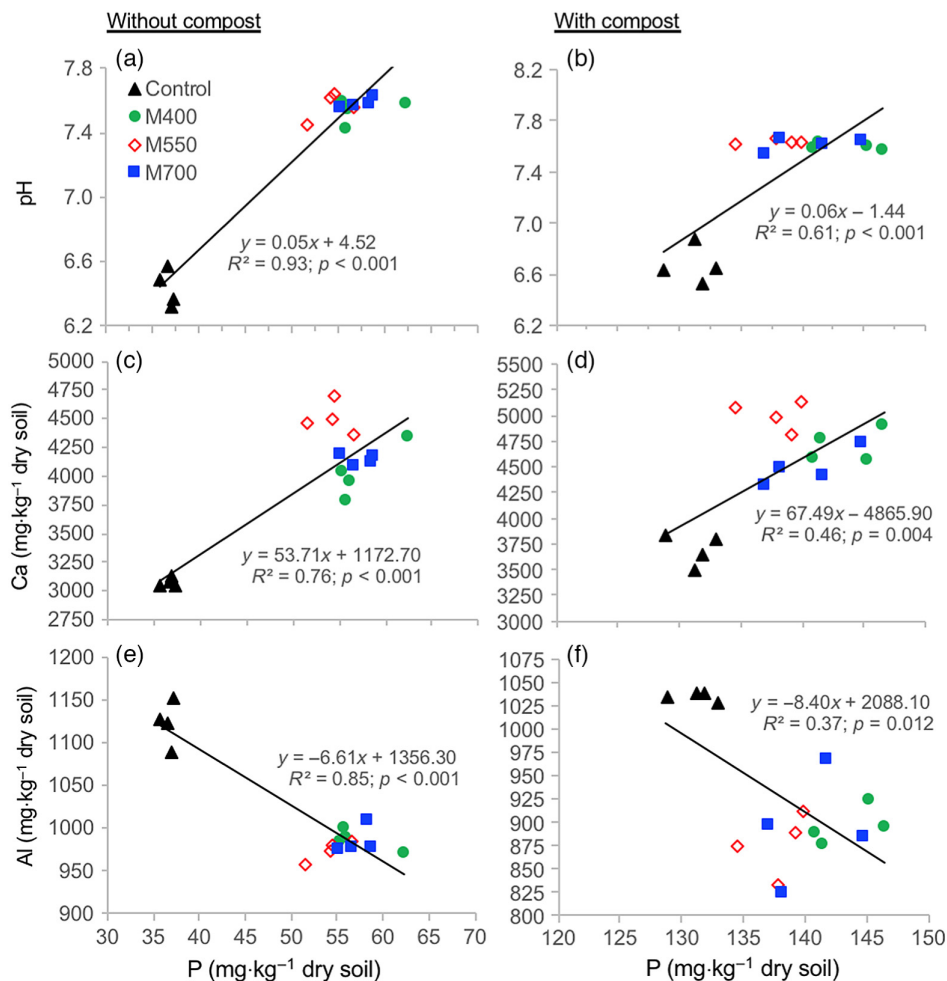 Without compost
With compost
(a)
7.8
7.4
7.0
6.6
6.2
pH
Control
M400
M550
M700
y = 0.05x + 4.52
R² = 0.93; p < 0.001
(b)
8.2
7.8
7.4
7.0
6.6
6.2
y = 0.06x − 1.44
R² = 0.61; p < 0.001
(c)
5000
4750
4500
4250
4000
3750
3500
3250
3000
2750
Ca (mg·kg⁻¹ dry soil)
y = 53.71x + 1172.70
R² = 0.76; p < 0.001
(d)
5500
5250
5000
4750
4500
4250
4000
3750
3500
3250
3000
y = 67.49x − 4865.90
R² = 0.46; p = 0.004
(e)
1200
1150
1100
1050
1000
950
900
Al (mg·kg⁻¹ dry soil)
y = −6.61x + 1356.30
R² = 0.85; p < 0.001
30 35 40 45 50 55 60 65 70
P (mg·kg⁻¹ dry soil)
(f)
1075
1050
1025
1000
975
950
925
900
875
850
825
800
y = −8.40x + 2088.10
R² = 0.37; p = 0.012
120 125 130 135 140 145 150
P (mg·kg⁻¹ dry soil)